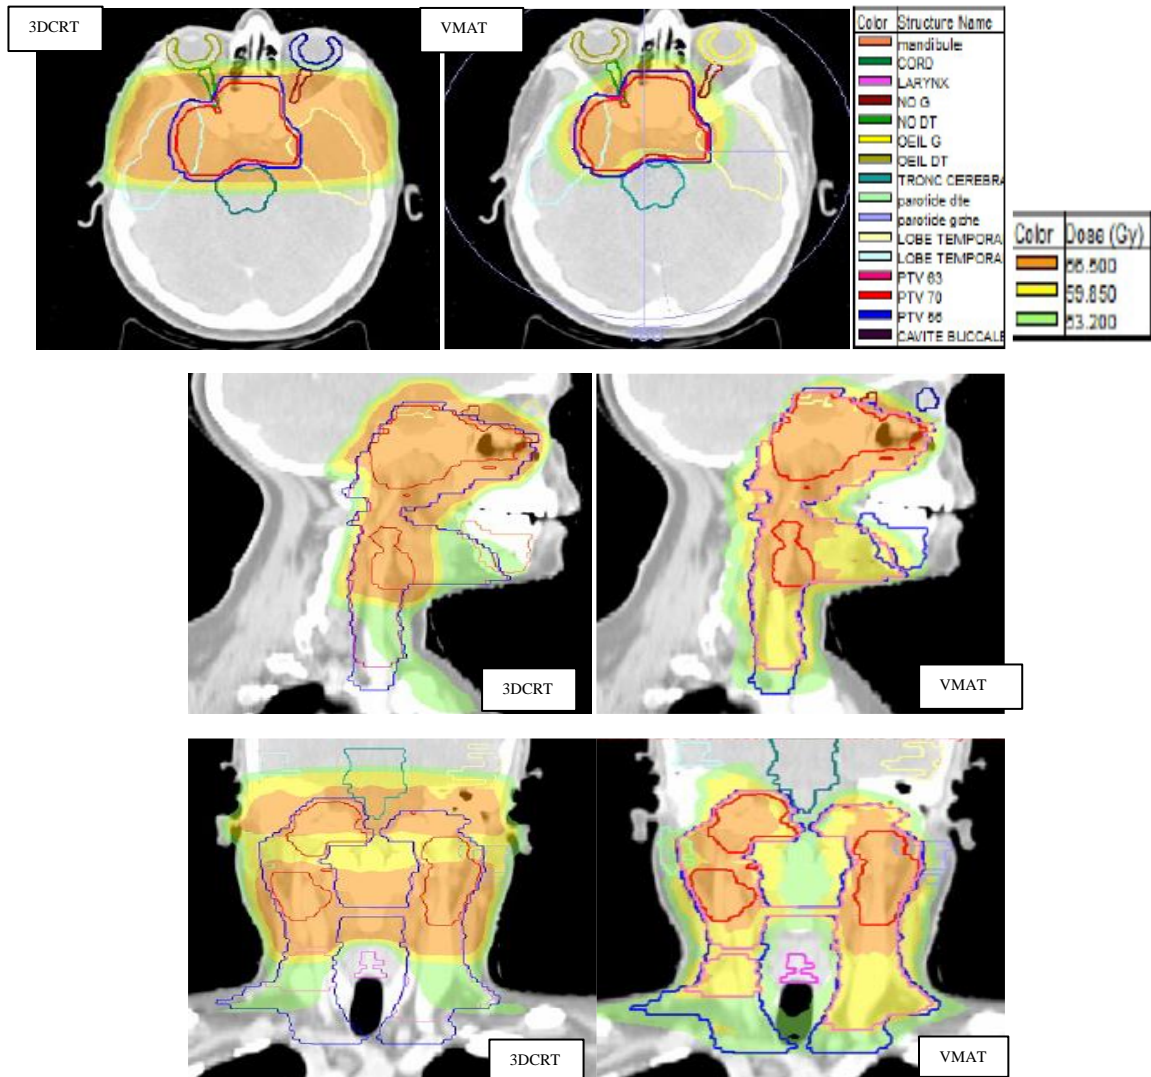 3DCRT
VMAT
Color Structure Name
mandibule
CORD
LARYNX
NO G
NO DT
OEIL G
OEIL DT
TRONC CEREBRA
parotide dte
parotide gche
LOBE TEMPORA
LOBE TEMPORA
PTV 63
PTV 70
PTV 56
CAVITE BUCCALE
Color Dose (Gy)
66.500
59.850
53.200
3DCRT
VMAT
3DCRT
VMAT